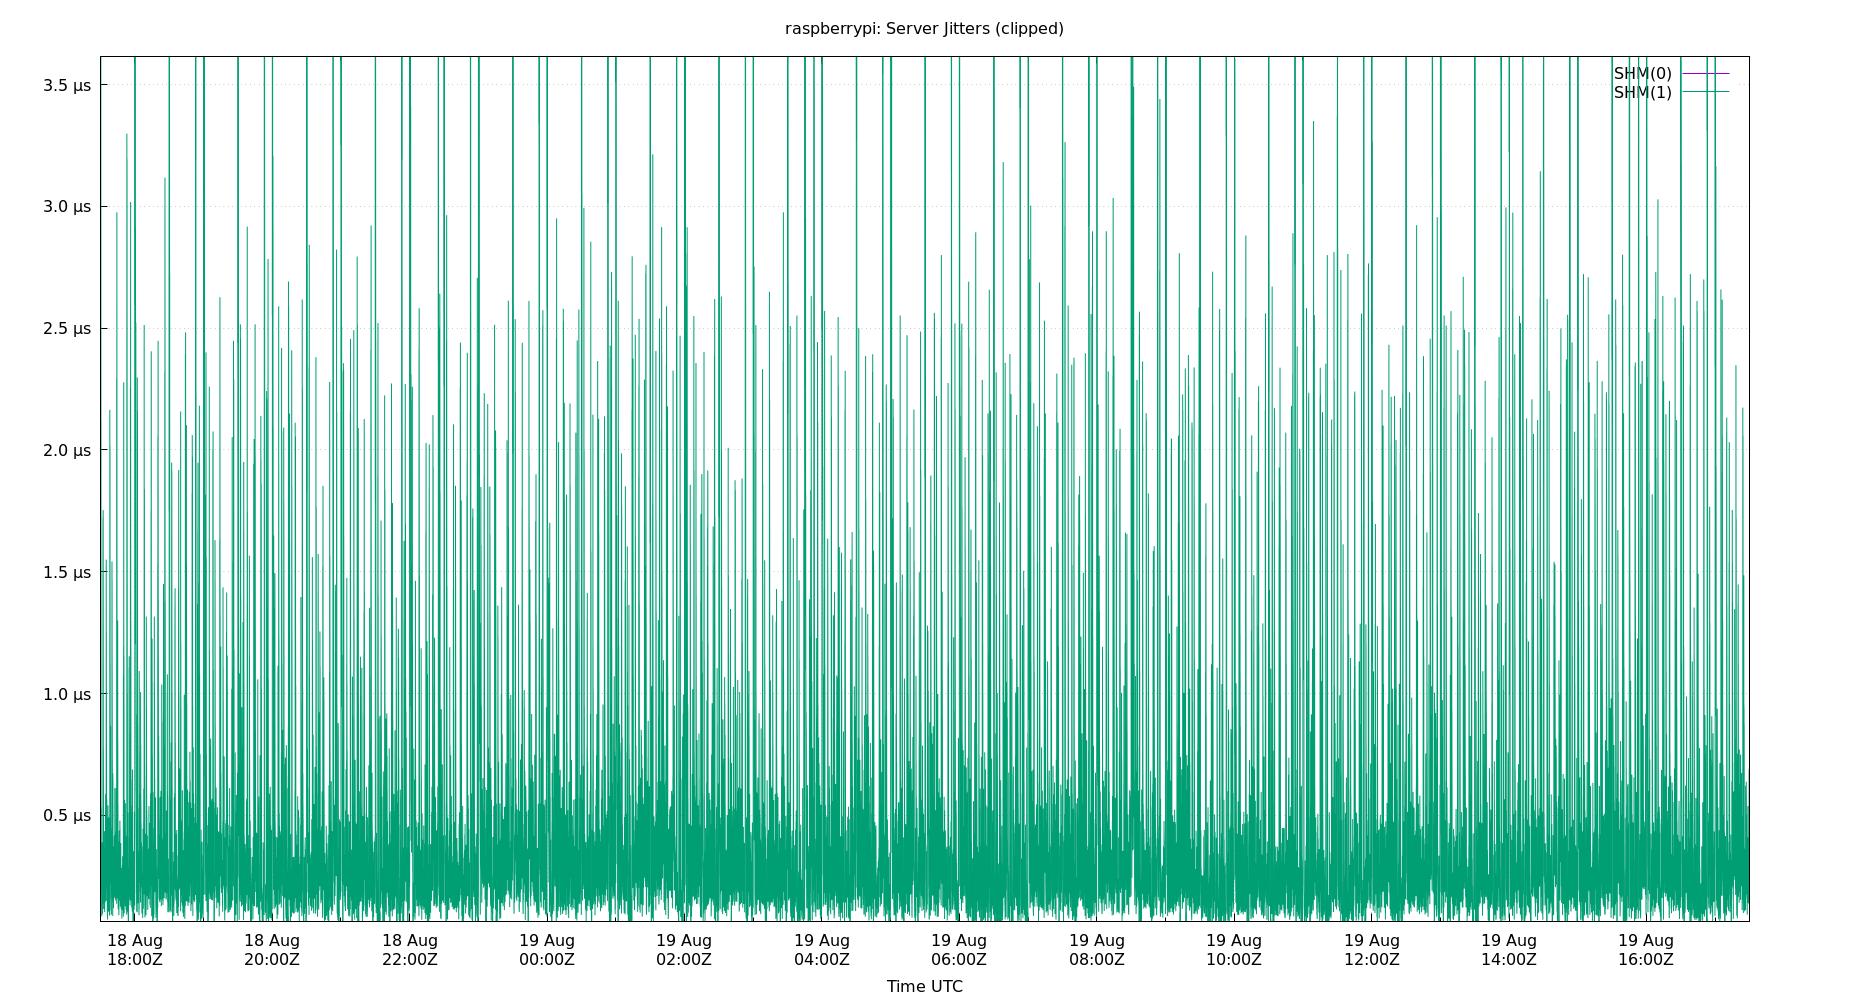 raspberrypi: Server Jitters (clipped)
SHM(0)
SHM(1)
3.5 µs
3.0 µs
2.5 µs
2.0 µs
1.5 µs
1.0 µs
0.5 µs
18 Aug 18 Aug 18 Aug 19 Aug 19 Aug 19 Aug 19 Aug 19 Aug 19 Aug 19 Aug 19 Aug 19 Aug
18:00Z 20:00Z 22:00Z 00:00Z 02:00Z 04:00Z 06:00Z 08:00Z 10:00Z 12:00Z 14:00Z 16:00Z
Time UTC